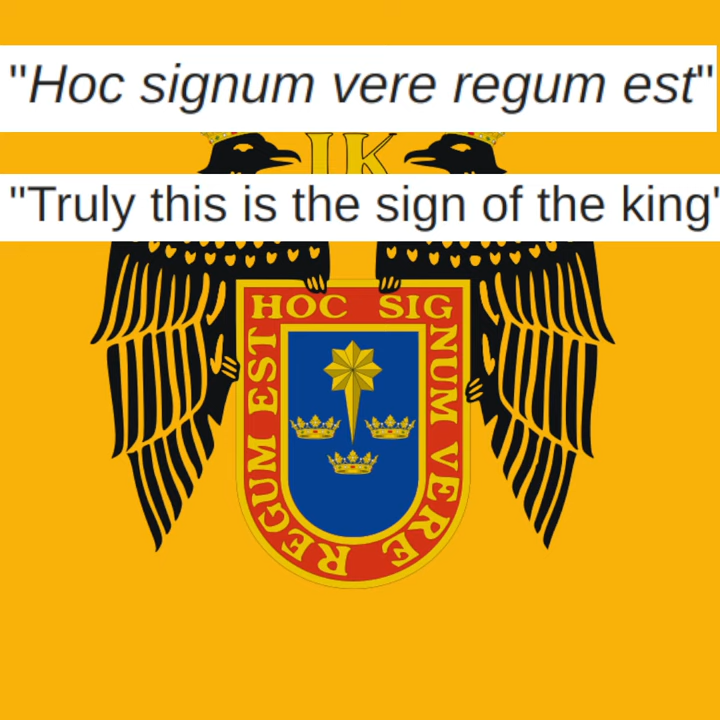 "Hoc signum vere regum est"
IK
"Truly this is the sign of the king"
HOC SIGNUM VERE REGUM EST